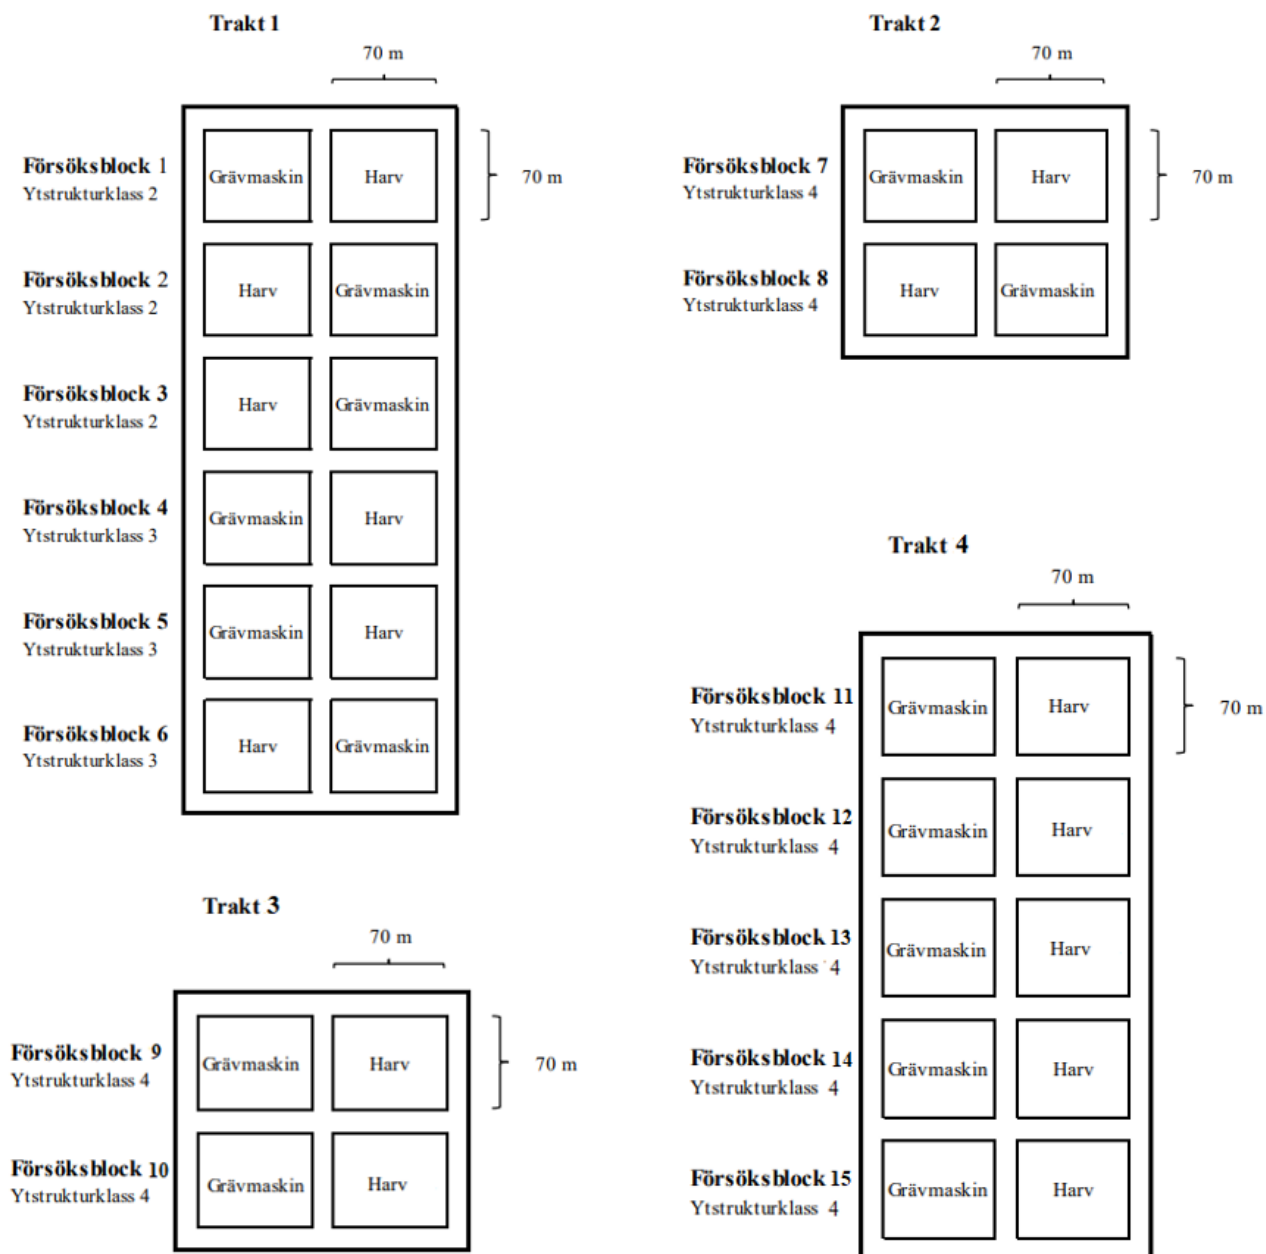 Trakt 1
70 m
Försöksblock 1
Ytstrukturklass 2
Grävmaskin
Harv
70 m
Försöksblock 2
Ytstrukturklass 2
Harv
Grävmaskin
Försöksblock 3
Ytstrukturklass 2
Harv
Grävmaskin
Försöksblock 4
Ytstrukturklass 3
Grävmaskin
Harv
Försöksblock 5
Ytstrukturklass 3
Grävmaskin
Harv
Försöksblock 6
Ytstrukturklass 3
Harv
Grävmaskin
Trakt 2
70 m
Försöksblock 7
Ytstrukturklass 4
Grävmaskin
Harv
70 m
Försöksblock 8
Ytstrukturklass 4
Harv
Grävmaskin
Trakt 3
70 m
Försöksblock 9
Ytstrukturklass 4
Grävmaskin
Harv
70 m
Försöksblock 10
Ytstrukturklass 4
Grävmaskin
Harv
Trakt 4
70 m
Försöksblock 11
Ytstrukturklass 4
Grävmaskin
Harv
70 m
Försöksblock 12
Ytstrukturklass 4
Grävmaskin
Harv
Försöksblock 13
Ytstrukturklass 4
Grävmaskin
Harv
Försöksblock 14
Ytstrukturklass 4
Grävmaskin
Harv
Försöksblock 15
Ytstrukturklass 4
Grävmaskin
Harv